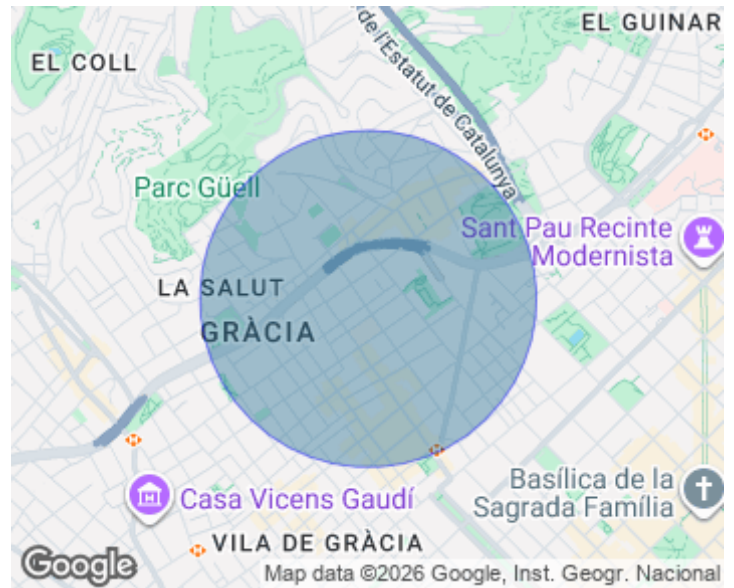 EL GUINAR
EL COLL
de l'Estatut de Catalunya
Parc Güell
Sant Pau Recinte
Modernista
LA SALUT
GRÀCIA
Basílica de la
Sagrada Família
Casa Vicens Gaudí
VILA DE GRÀCIA
Google
Map data ©2026 Google, Inst. Geogr. Nacional